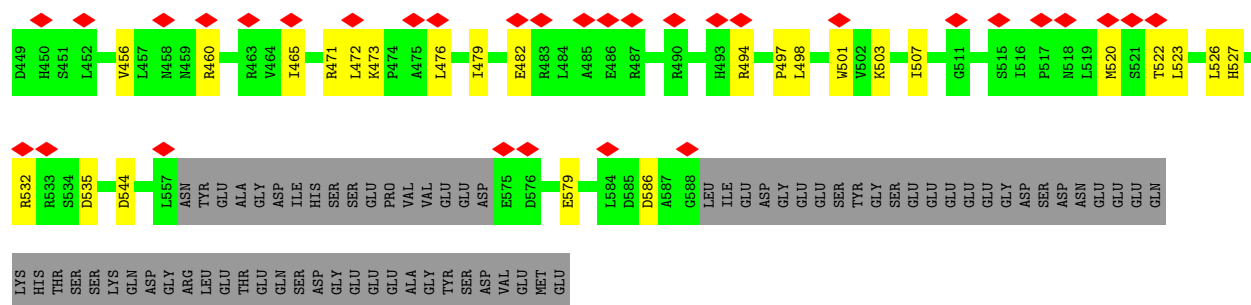 D449 H450 S451 L452 V456 L457 N458 N459 R460 R463 V464 I465 R471 L472 K473 P474 A475 L476 I479 E482 R483 L484 A485 E486 R487 R490 H493 R494 P497 L498 W501 V502 K503 I507 G511 S515 I516 P517 N518 L519 M520 S521 T522 L523 L526 H527
R532 R533 S534 D535 D544 L557 ASN TYR GLU ALA GLY ASP ILE HIS SER SER GLU PRO VAL VAL GLU GLU ASP E575 D576 E579 L584 D585 D586 A587 G588 LEU ILE GLU ASP GLY GLU GLU SER TYR GLY SER GLU GLU GLU GLY ASP SER ASP ASN GLU GLU GLU GLN
LYS HIS THR SER SER LYS GLN ASP GLY ARG LEU GLU THR GLU GLN SER ASP GLY GLU GLU GLU ALA GLY TYR SER ASP VAL GLU MET GLU